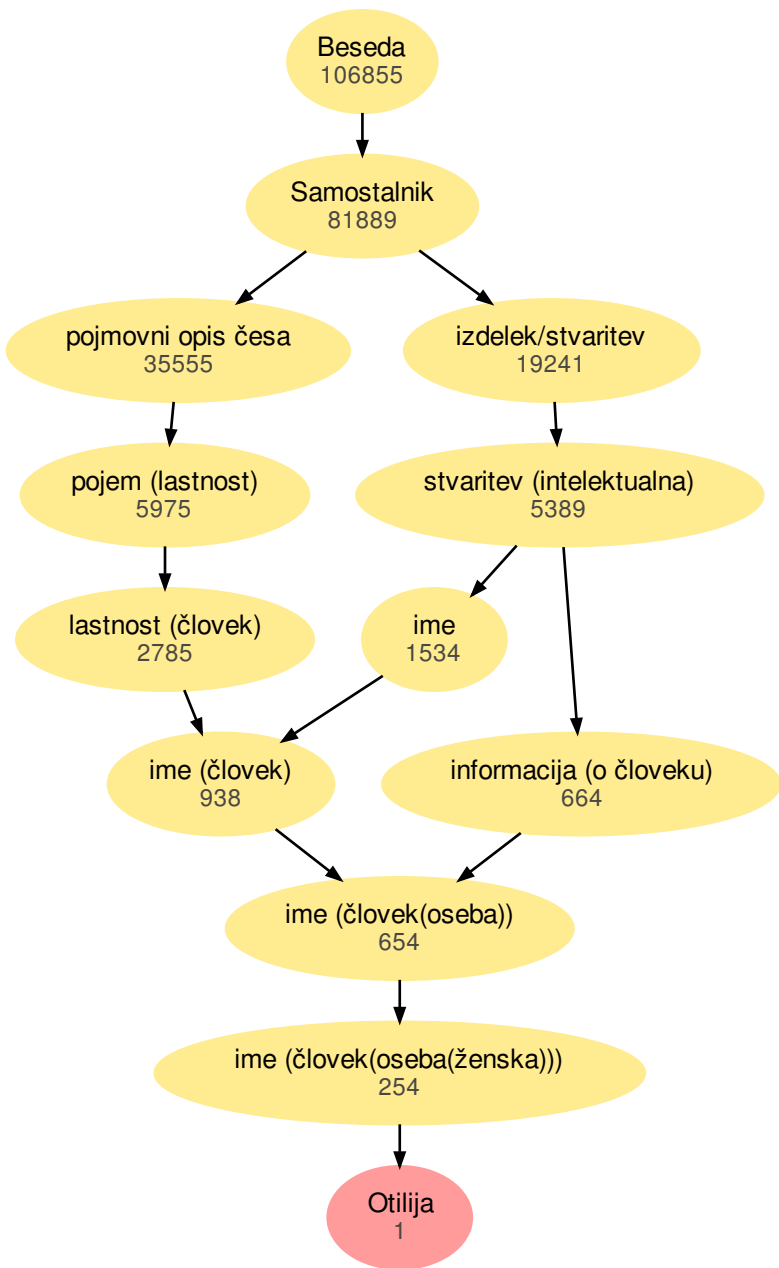 Beseda
106855
Samostalnik
81889
pojmovni opis česa
35555
izdelek/stvaritev
19241
pojem (lastnost)
5975
stvaritev (intelektualna)
5389
lastnost (človek)
2785
ime
1534
ime (človek)
938
informacija (o človeku)
664
ime (človek(oseba))
654
ime (človek(oseba(ženska)))
254
Otilija
1